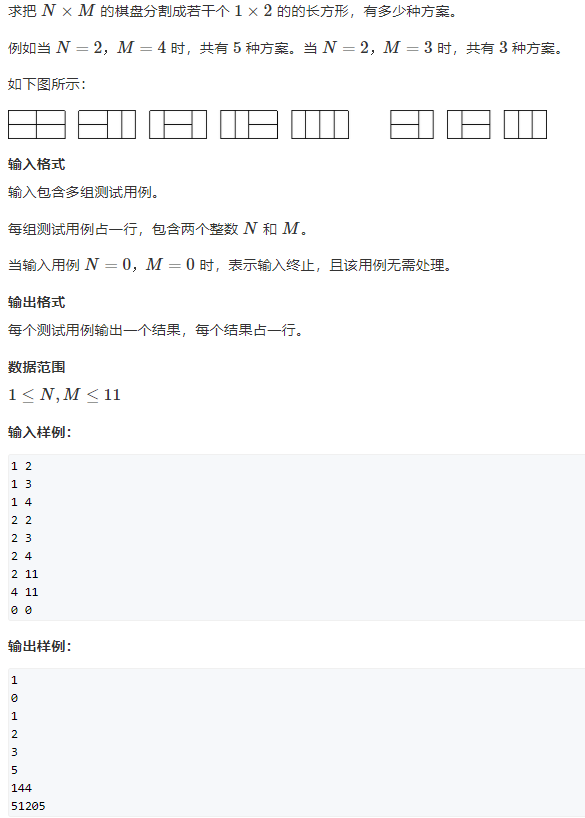 求把 N × M 的棋盘分割成若干个 1 × 2 的的长方形，有多少种方案。
例如当 N = 2，M = 4 时，共有 5 种方案。当 N = 2，M = 3 时，共有 3 种方案。
如下图所示：
输入格式
输入包含多组测试用例。
每组测试用例占一行，包含两个整数 N 和 M。
当输入用例 N = 0，M = 0 时，表示输入终止，且该用例无需处理。
输出格式
每个测试用例输出一个结果，每个结果占一行。
数据范围
1 ≤ N, M ≤ 11
输入样例：
1 2
1 3
1 4
2 2
2 3
2 4
2 11
4 11
0 0
输出样例：
1
0
1
2
3
5
144
51205